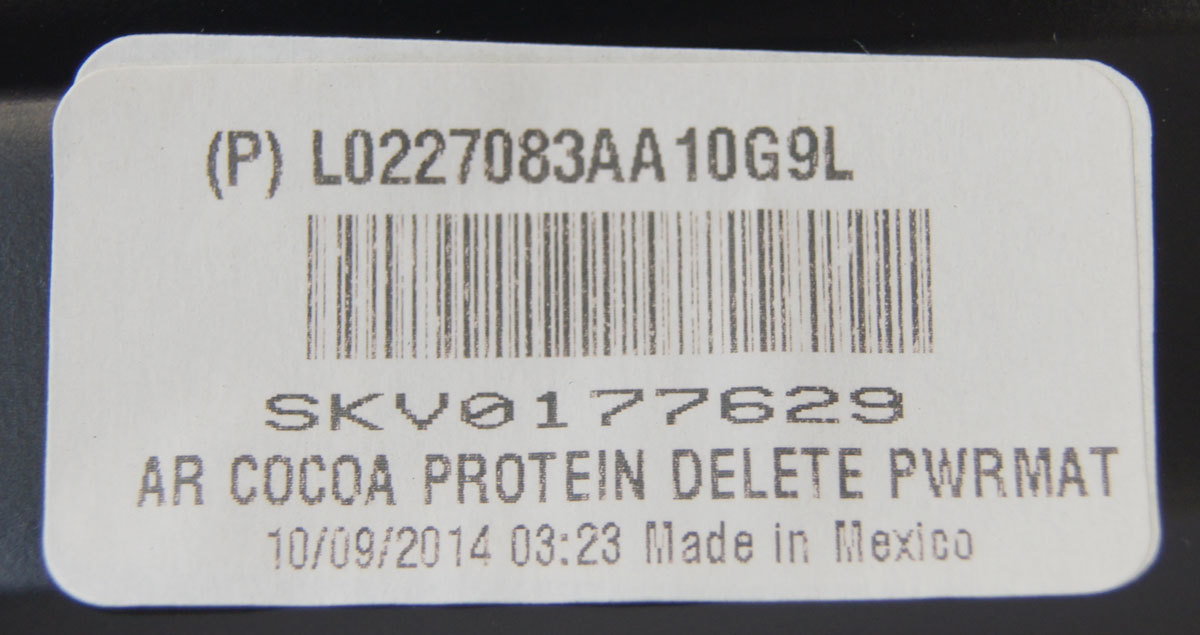 (P) L0227083AA10G9L
SKV0177629
AR COCOA PROTEIN DELETE PWRMAT
10/09/2014 03:23 Made in Mexico